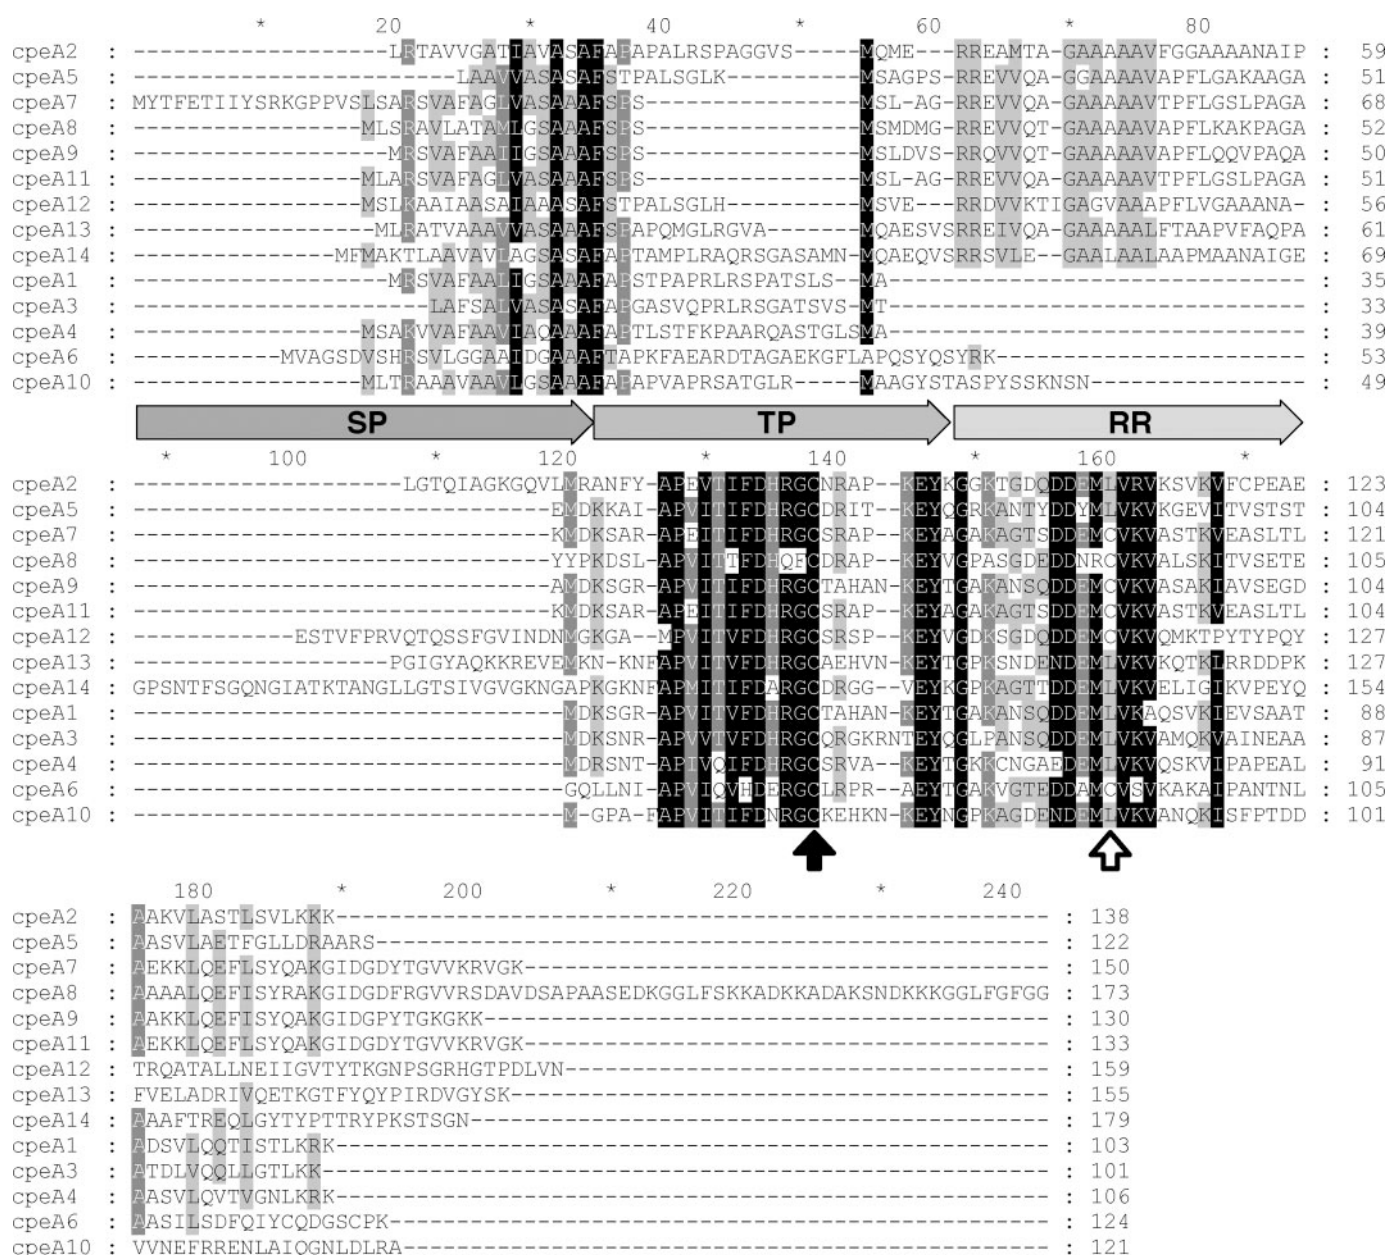 * 20 * 40 * 60 * 80
cpeA2 : -------------------LRTAVVGATIAVASAFAPAPALRSPAGGVS-----MQME---RREAMTA-GAAAAAVFGGAAAANAIP : 59
cpeA5 : ------------------------LAAVVASASAFSTPALSGLK----------MSAGPS-RREVVQA-GGAAAAVAPFLGAKAAGA : 51
cpeA7 : MYTFETIIYSRKGPPVSLSARSVAFAGLVASAAAFSPS----------------MSL-AG-RREVVQA-GAAAAAVTPFLGSLPAGA : 68
cpeA8 : -----------------MLSRAVLATAMLGSAAAFSPS----------------MSMDMG-RREVVQT-GAAAAAVAPFLKAKPAGA : 52
cpeA9 : -------------------MRSVAFAAIIGSAAAFSPS----------------MSLDVS-RRQVVQT-GAAAAAVAPFLQQVPAQA : 50
cpeA11 : -----------------MLARSVAFAGLVASAAAFSPS----------------MSL-AG-RREVVQA-GAAAAAVTPFLGSLPAGA : 51
cpeA12 : -----------------MSLKAAIAASAIAAASAFSTPALSGLH----------MSVE---RRDVVKTIGAGVAAAPFLVGAAANA- : 56
cpeA13 : ------------------MLRATVAAAVVASAAAFSPAPQMGLRGVA-------MQAESVSRREIVQA-GAAAAALFTAAPVFAQPA : 61
cpeA14 : ---------------MFMAKTLAAVAVLAGSASAFAPTAMPLRAQRSGASAMN-MQAEQVSRRSVLE--GAALAALAAPMAANAIGE : 69
cpeA1 : -------------------MRSVAFAALIGSAAAFAPSTPAPRLRSPATSLS--MA------------------------------- : 35
cpeA3 : ----------------------LAFSALVASASAFAPGASVQPRLRSGATSVS-MT------------------------------- : 33
cpeA4 : -----------------MSAKVVAFAAVIAQAAAFAPTLSTFKPAARQASTGLSMA------------------------------- : 39
cpeA6 : -----------MVAGSDVSHRSVLGGAAIDGAAAFTAPKFAEARDTAGAEKGFLAPQSYQSYRK----------------------- : 53
cpeA10 : -----------------MLTRAAAVAAVLGSAAAFAPAPVAPRSATGLR-----MAAGYSTASPYSSKNSN---------------- : 49
SP TP RR
* 100 * 120 * 140 * 160 *
cpeA2 : --------------------LGTQIAGKGQVLMRANFY-APEVTIFDHRGCNRAP--KEYKGGKTGDQDDEMLVRVKSVKVFCPEAE : 123
cpeA5 : -------------------------------EMDKKAI-APVITIFDHRGCDRIT--KEYQGRKANTYDDYMLVKVKGEVITVSTST : 104
cpeA7 : -------------------------------KMDKSAR-APEITIFDHRGCSRAP--KEYAGAKAGTSDDEMCVKVASTKVEASLTL : 121
cpeA8 : -------------------------------YYPKDSL-APVITTFDHQFCDRAP--KEYVGPASGDEDDNRCVKVALSKITVSETE : 105
cpeA9 : -------------------------------AMDKSGR-APVITIFDHRGCTAHAN-KEYTGAKANSQDDEMCVKVASAKIAVSEGD : 104
cpeA11 : -------------------------------KMDKSAR-APEITIFDHRGCSRAP--KEYAGAKAGTSDDEMCVKVASTKVEASLTL : 104
cpeA12 : ------------ESTVFPRVQTQSSFGVINDNMGKGA--MPVITVFDHRGCSRSP--KEYVGDKSGDQDDEMCVKVQMKTPYTYPQY : 127
cpeA13 : -------------------PGIGYAQKKREVEMKN-KNFAPVITVFDHRGCAEHVN-KEYTGPKSNDENDEMLVKVKQTKLRRDDPK : 127
cpeA14 : GPSNTFSGQNGIATKTANGLLGTSIVGVGKNGAPKGKNFAPMITIFDARGCDRGG--VEYKGPKAGTTDDEMLVKVELIGIKVPEYQ : 154
cpeA1 : --------------------------------MDKSGR-APVITVFDHRGCTAHAN-KEYTGAKANSQDDEMLVKAQSVKIEVSAAT : 88
cpeA3 : --------------------------------MDKSNR-APVVTVFDHRGCQRGKRNTEYQGLPANSQDDEMLVKVAMQKVAINEAA : 87
cpeA4 : --------------------------------MDRSNT-APIVQIFDHRGCSRVA--KEYTGKKCNGAEDEMLVKVQSKVIPAPEAL : 91
cpeA6 : --------------------------------GQLLNI-APVIQVHDERGCLRPR--AEYTGAKVGTEDDAMCVSVKAKAIPANTNL : 105
cpeA10 : --------------------------------M-GPA-FAPVITIFDNRGCKEHKN-KEYNGPKAGDENDEMLVKVANQKISFPTDD : 101
180 * 200 * 220 * 240
cpeA2 : AAKVLASTLSVLKKK----------------------------------------------------- : 138
cpeA5 : AASVLAETFGLLDRAARS-------------------------------------------------- : 122
cpeA7 : AEKKLQEFLSYQAKGIDGDYTGVVKRVGK--------------------------------------- : 150
cpeA8 : AAAALQEFISYRAKGIDGDFRGVVRSDAVDSAPAASEDKGGLFSKKADKKADAKSNDKKKGGLFGFGG : 173
cpeA9 : AAKKLQEFISYQAKGIDGPYTGKGKK------------------------------------------ : 130
cpeA11 : AEKKLQEFLSYQAKGIDGDYTGVVKRVGK--------------------------------------- : 133
cpeA12 : TRQATALLNEIIGVTYTKGNPSGRHGTPDLVN------------------------------------ : 159
cpeA13 : FVELADRIVQETKGTFYQYPIRDVGYSK---------------------------------------- : 155
cpeA14 : AAAFTREQLGYTYPTTRYPKSTSGN------------------------------------------- : 179
cpeA1 : ADSVLQQTISTLKRK----------------------------------------------------- : 103
cpeA3 : ATDLVQQLLGTLKK------------------------------------------------------ : 101
cpeA4 : AASVLQVTVGNLKRK----------------------------------------------------- : 106
cpeA6 : AASILSDFQIYCQDGSCPK------------------------------------------------- : 124
cpeA10 : VVNEFRRENLAIQGNLDLRA------------------------------------------------ : 121